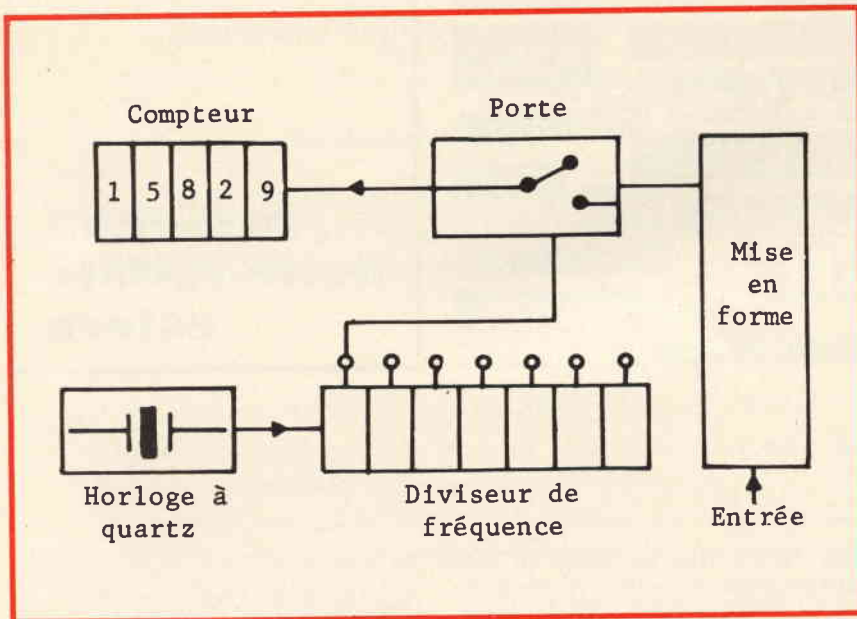 Compteur
Porte
1 5 8 2 9
Mise
en
forme
Horloge à
quartz
Diviseur de
fréquence
Entrée